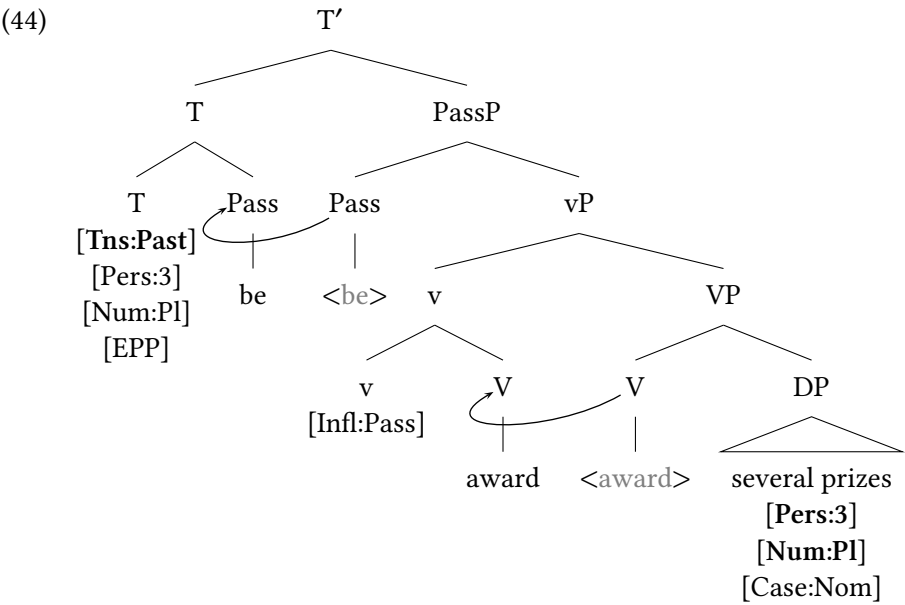 (44)
T′
T PassP
T Pass Pass vP
[Tns:Past]
[Pers:3]
[Num:Pl]
[EPP]
be <be> v VP
v V V DP
[Infl:Pass]
award <award> several prizes
[Pers:3]
[Num:Pl]
[Case:Nom]